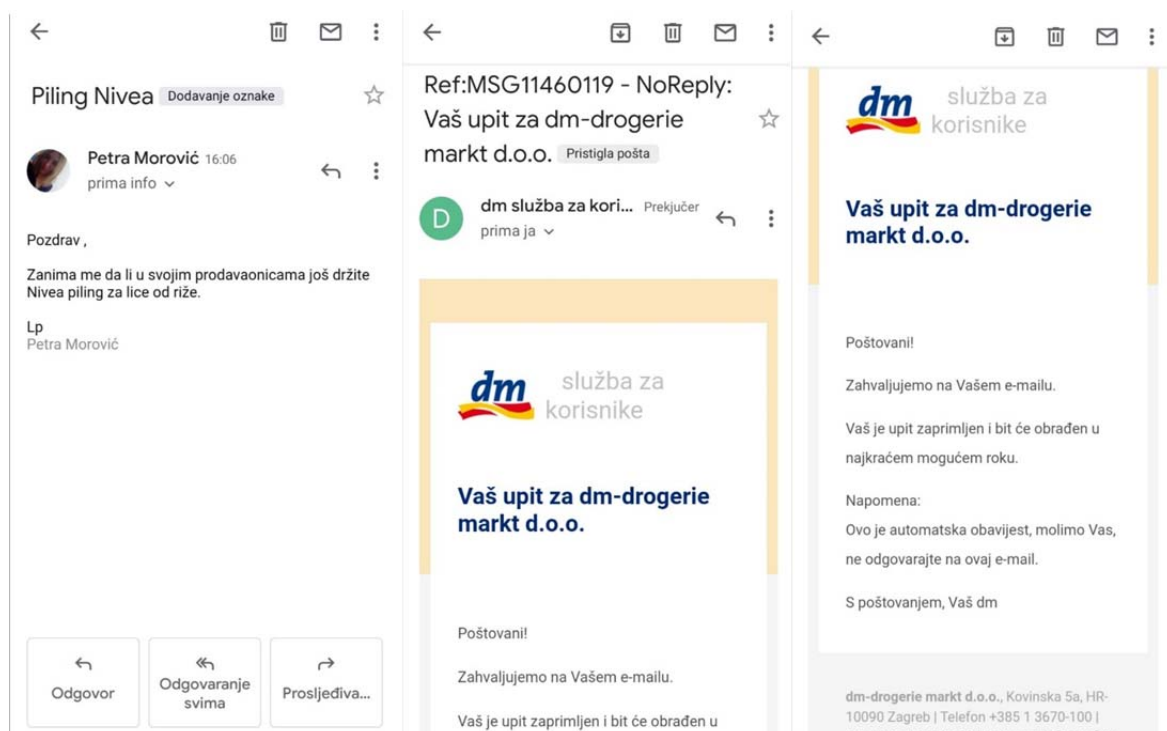 Piling Nivea Dodavanje oznake
Petra Morović 16:06
prima info
Pozdrav ,
Zanima me da li u svojim prodavaonicama još držite
Nivea piling za lice od riže.
Lp
Petra Morović
Odgovor
Odgovaranje
svima
Prosljeđiva...
Ref:MSG11460119 - NoReply:
Vaš upit za dm-drogerie
markt d.o.o. Pristigla pošta
D
dm služba za kori... Prekjučer
prima ja
dm služba za
korisnike
Vaš upit za dm-drogerie
markt d.o.o.
Poštovani!
Zahvaljujemo na Vašem e-mailu.
Vaš je upit zaprimljen i bit će obrađen u
dm služba za
korisnike
Vaš upit za dm-drogerie
markt d.o.o.
Poštovani!
Zahvaljujemo na Vašem e-mailu.
Vaš je upit zaprimljen i bit će obrađen u
najkraćem mogućem roku.
Napomena:
Ovo je automatska obavijest, molimo Vas,
ne odgovarajte na ovaj e-mail.
S poštovanjem, Vaš dm
dm-drogerie markt d.o.o., Kovinska 5a, HR-
10090 Zagreb | Telefon +385 1 3670-100 |